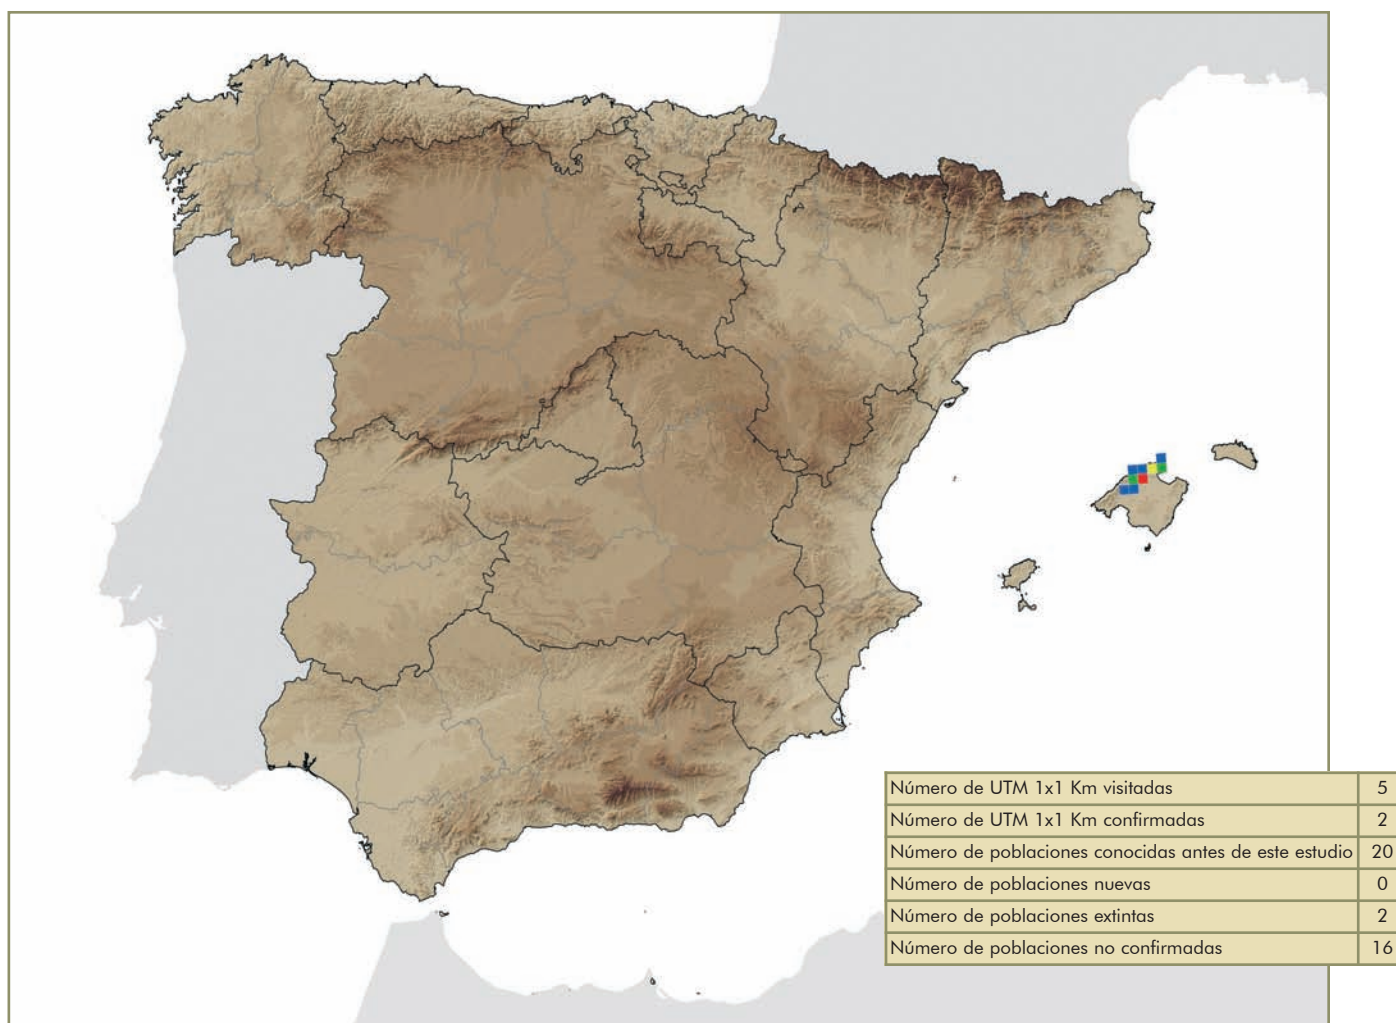 Número de UTM 1x1 Km visitadas 5
Número de UTM 1x1 Km confirmadas 2
Número de poblaciones conocidas antes de este estudio 20
Número de poblaciones nuevas 0
Número de poblaciones extintas 2
Número de poblaciones no confirmadas 16